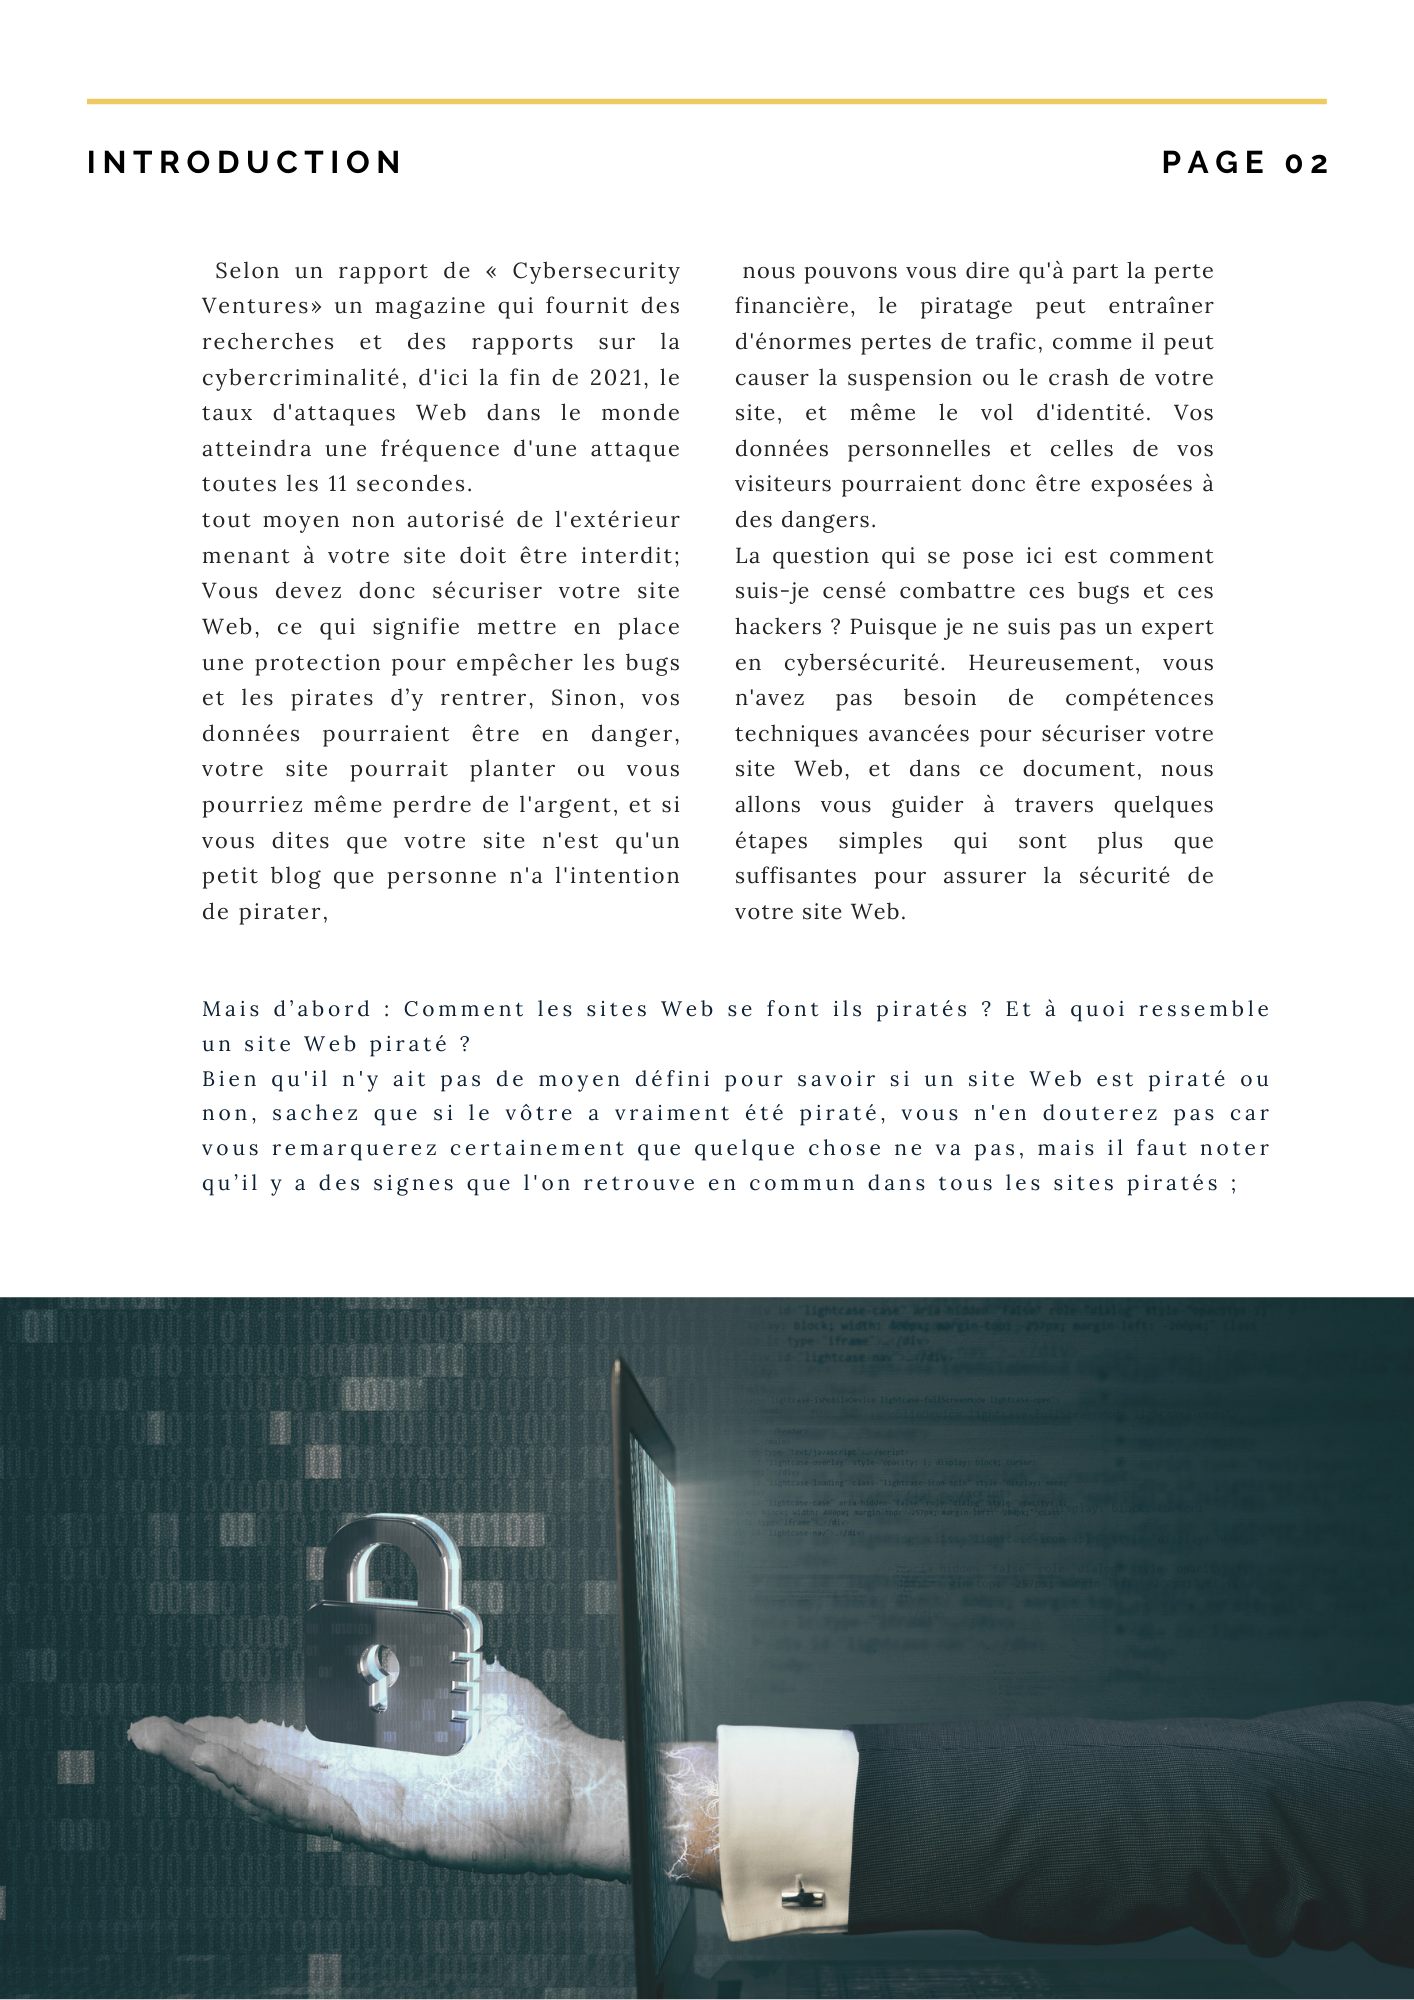 INTRODUCTION
PAGE 02
Selon un rapport de « Cybersecurity
Ventures» un magazine qui fournit des
recherches et des rapports sur la
cybercriminalité, d'ici la fin de 2021, le
taux d'attaques Web dans le monde
atteindra une fréquence d'une attaque
toutes les 11 secondes.
tout moyen non autorisé de l'extérieur
menant à votre site doit être interdit;
Vous devez donc sécuriser votre site
Web, ce qui signifie mettre en place
une protection pour empêcher les bugs
et les pirates d’y rentrer, Sinon, vos
données pourraient être en danger,
votre site pourrait planter ou vous
pourriez même perdre de l'argent, et si
vous dites que votre site n'est qu'un
petit blog que personne n'a l'intention
de pirater,
nous pouvons vous dire qu'à part la perte
financière, le piratage peut entraîner
d'énormes pertes de trafic, comme il peut
causer la suspension ou le crash de votre
site, et même le vol d'identité. Vos
données personnelles et celles de vos
visiteurs pourraient donc être exposées à
des dangers.
La question qui se pose ici est comment
suis-je censé combattre ces bugs et ces
hackers ? Puisque je ne suis pas un expert
en cybersécurité. Heureusement, vous
n'avez pas besoin de compétences
techniques avancées pour sécuriser votre
site Web, et dans ce document, nous
allons vous guider à travers quelques
étapes simples qui sont plus que
suffisantes pour assurer la sécurité de
votre site Web.
Mais d’abord : Comment les sites Web se font ils piratés ? Et à quoi ressemble
un site Web piraté ?
Bien qu'il n'y ait pas de moyen défini pour savoir si un site Web est piraté ou
non, sachez que si le vôtre a vraiment été piraté, vous n'en douterez pas car
vous remarquerez certainement que quelque chose ne va pas, mais il faut noter
qu’il y a des signes que l'on retrouve en commun dans tous les sites piratés ;